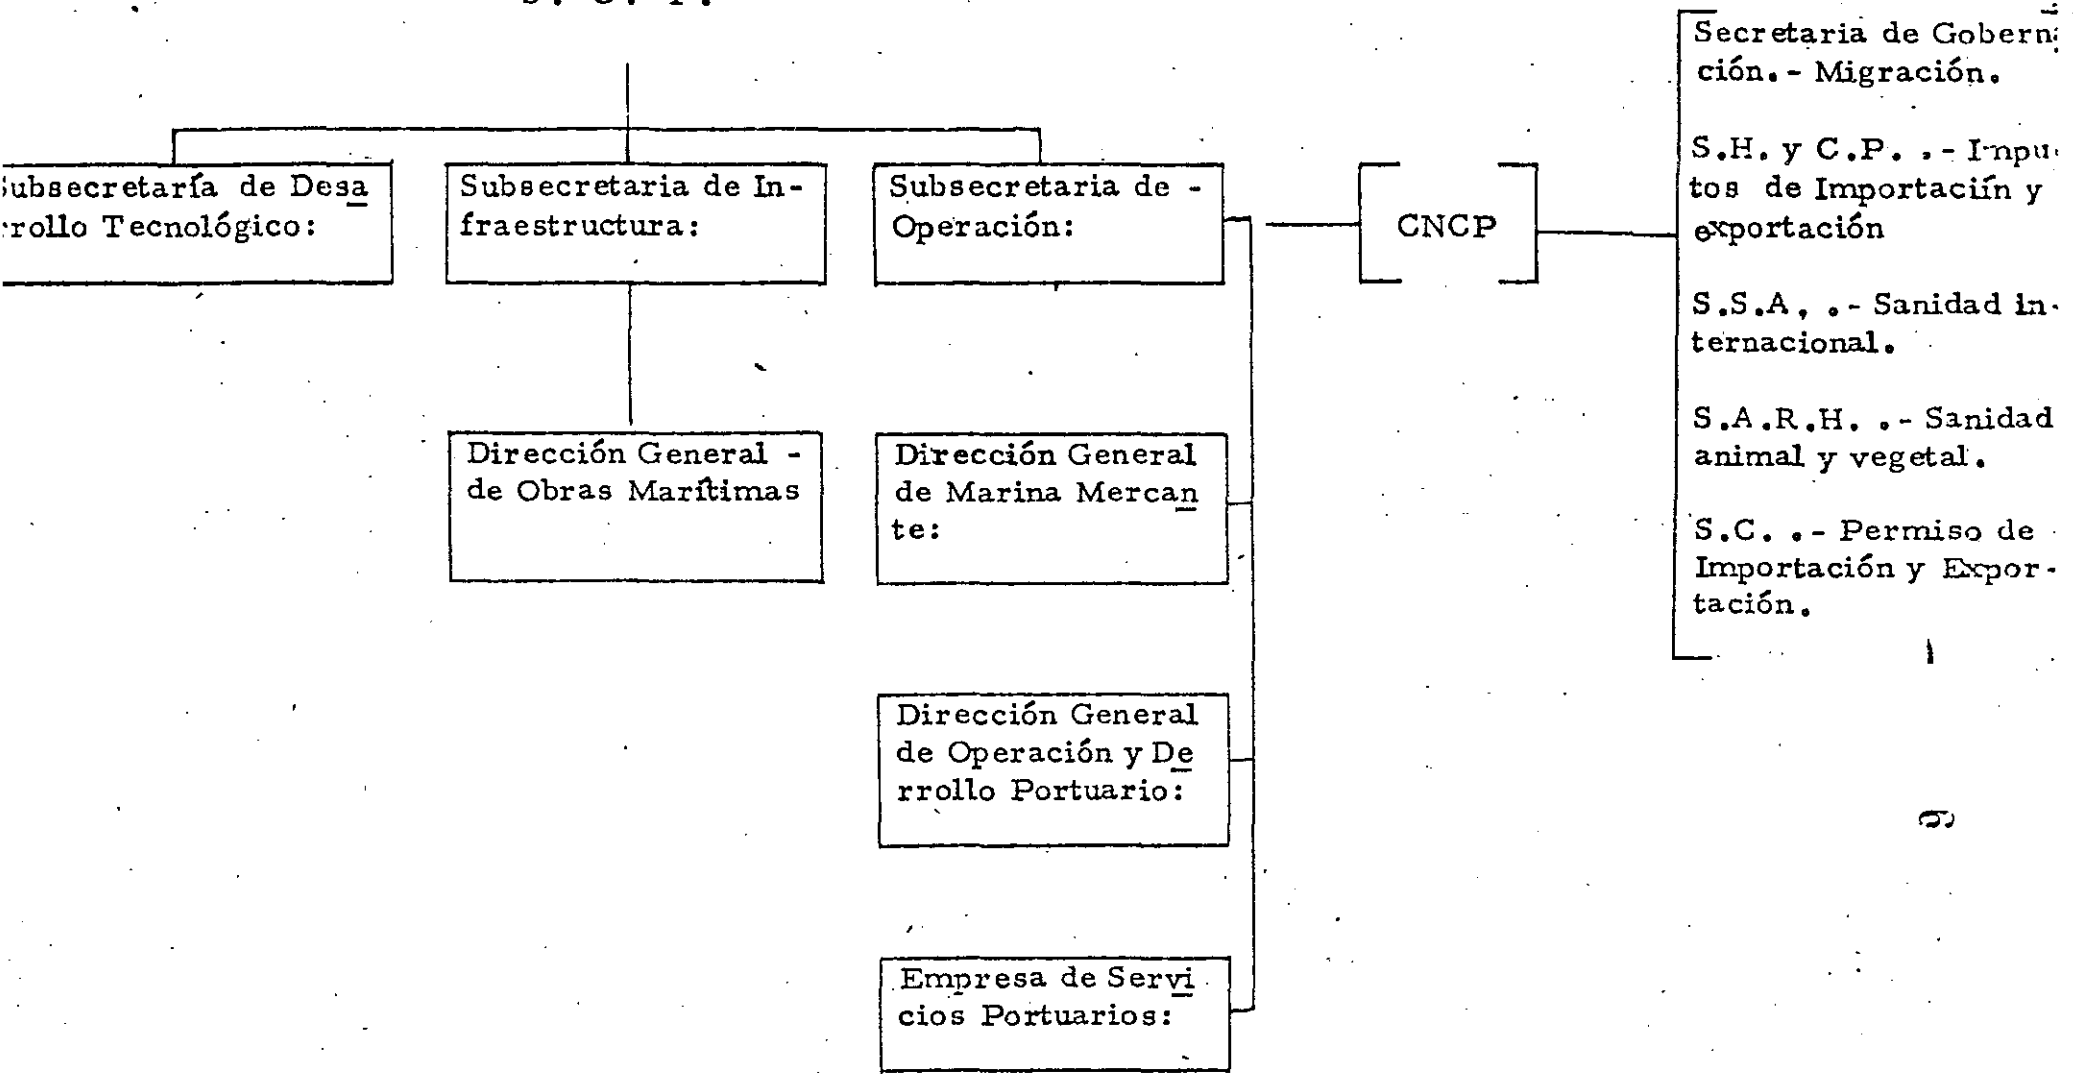 Subsecretaría de Desa
rrollo Tecnológico:
Subsecretaria de In-
fraestructura:
Subsecretaria de -
Operación:
CNCP
Secretaria de Goberna
ción. - Migración.
S.H. y C.P. .- Impu
tos de Importaciín y
exportación
S.S.A, .- Sanidad in-
ternacional.
S.A.R.H. .- Sanidad
animal y vegetal.
S.C. .- Permiso de
Importación y Expor-
tación.
Dirección General -
de Obras Marítimas
Dirección General
de Marina Mercan
te:
Dirección General
de Operación y De
rrollo Portuario:
6
Empresa de Servi
cios Portuarios: